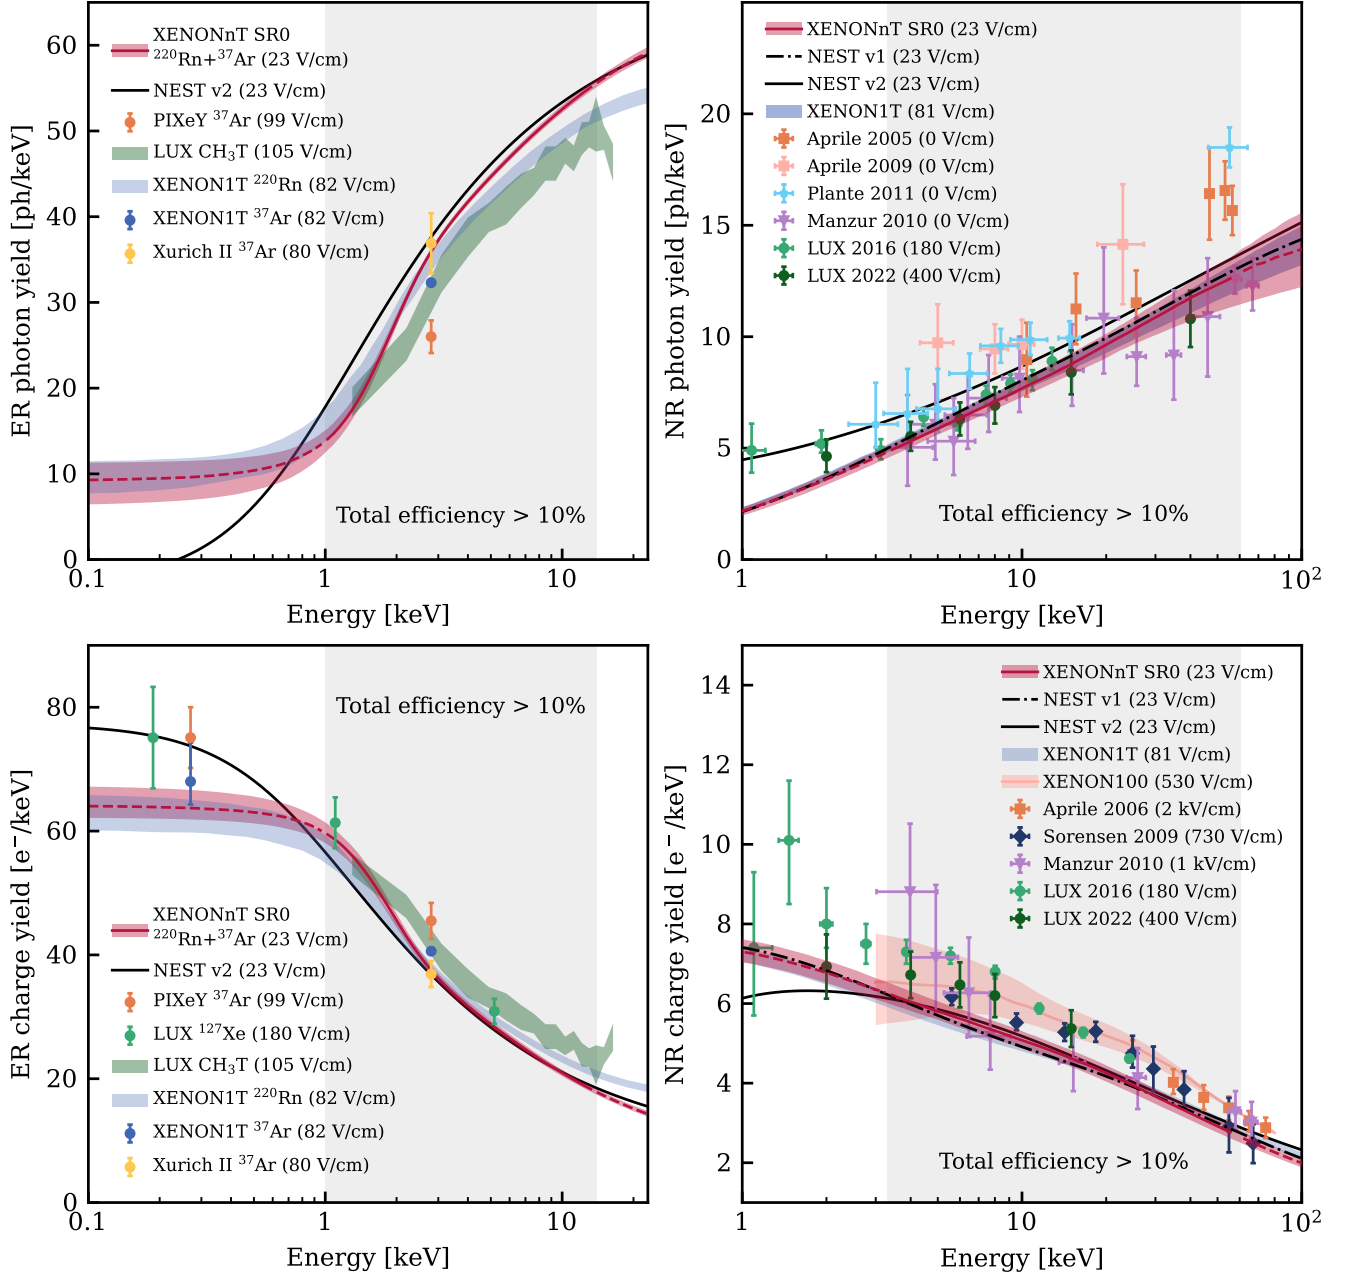 60
50
40
30
20
10
0
ER photon yield [ph/keV]
XENONnT SR0
²²⁰Rn+³⁷Ar (23 V/cm)
NEST v2 (23 V/cm)
PIXeY ³⁷Ar (99 V/cm)
LUX CH₃T (105 V/cm)
XENON1T ²²⁰Rn (82 V/cm)
XENON1T ³⁷Ar (82 V/cm)
Xurich II ³⁷Ar (80 V/cm)
Total efficiency > 10%
0.1
1
10
Energy [keV]
20
15
10
5
0
NR photon yield [ph/keV]
XENONnT SR0 (23 V/cm)
NEST v1 (23 V/cm)
NEST v2 (23 V/cm)
XENON1T (81 V/cm)
Aprile 2005 (0 V/cm)
Aprile 2009 (0 V/cm)
Plante 2011 (0 V/cm)
Manzur 2010 (0 V/cm)
LUX 2016 (180 V/cm)
LUX 2022 (400 V/cm)
Total efficiency > 10%
1
10
10²
Energy [keV]
80
60
40
20
0
ER charge yield [e⁻/keV]
Total efficiency > 10%
XENONnT SR0
²²⁰Rn+³⁷Ar (23 V/cm)
NEST v2 (23 V/cm)
PIXeY ³⁷Ar (99 V/cm)
LUX ¹²⁷Xe (180 V/cm)
LUX CH₃T (105 V/cm)
XENON1T ²²⁰Rn (82 V/cm)
XENON1T ³⁷Ar (82 V/cm)
Xurich II ³⁷Ar (80 V/cm)
0.1
1
10
Energy [keV]
14
12
10
8
6
4
2
NR charge yield [e⁻/keV]
XENONnT SR0 (23 V/cm)
NEST v1 (23 V/cm)
NEST v2 (23 V/cm)
XENON1T (81 V/cm)
XENON100 (530 V/cm)
Aprile 2006 (2 kV/cm)
Sorensen 2009 (730 V/cm)
Manzur 2010 (1 kV/cm)
LUX 2016 (180 V/cm)
LUX 2022 (400 V/cm)
Total efficiency > 10%
1
10
10²
Energy [keV]